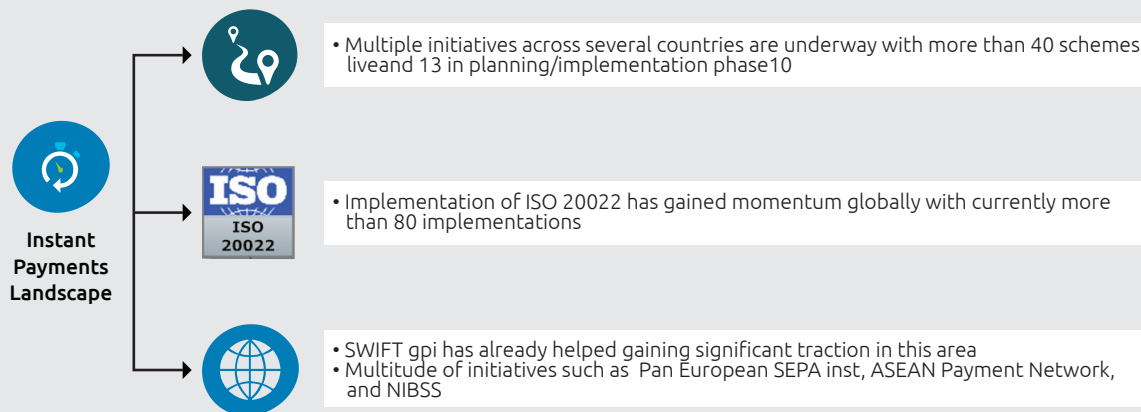 • Multiple initiatives across several countries are underway with more than 40 schemes
liveand 13 in planning/implementation phase10
ISO
ISO
20022
• Implementation of ISO 20022 has gained momentum globally with currently more
than 80 implementations
Instant
Payments
Landscape
• SWIFT gpi has already helped gaining significant traction in this area
• Multitude of initiatives such as Pan European SEPA inst, ASEAN Payment Network,
and NIBSS